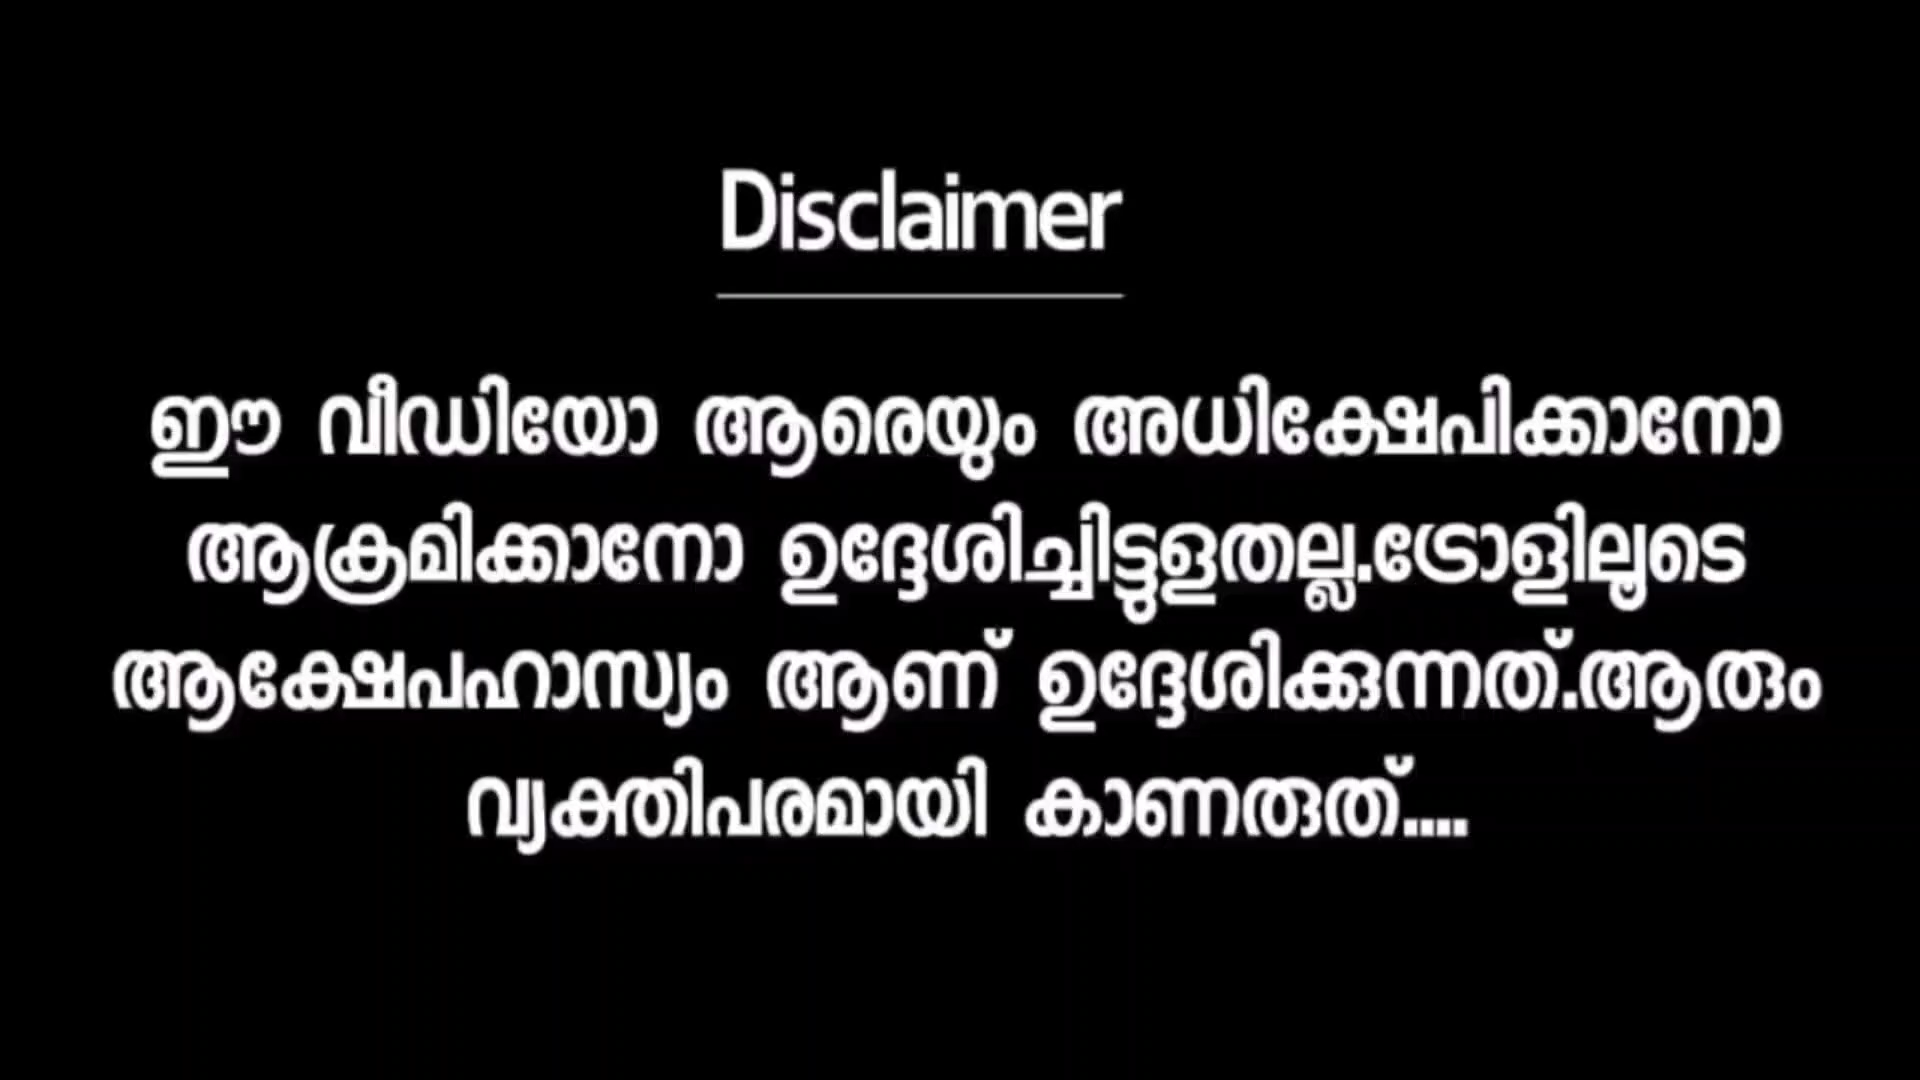 Disclaimer
ഈ വീഡിയോ ആരെയും അധിക്ഷേപിക്കാനോ
ആക്രമിക്കാനോ ഉദ്ദേശിച്ചിട്ടുളതല്ല.ട്രോളിലൂടെ
ആക്ഷേപഹാസ്യം ആണ് ഉദ്ദേശിക്കുന്നത്.ആരും
വ്യക്തിപരമായി കാണരുത്....